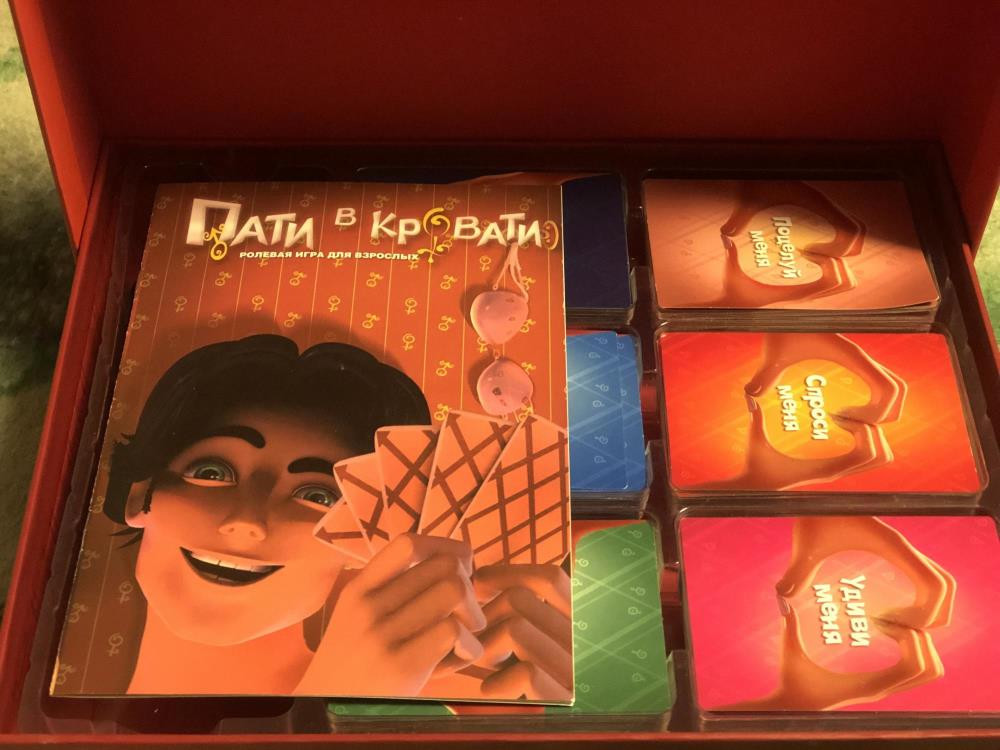 Пати в кровати
РОЛЕВАЯ ИГРА ДЛЯ ВЗРОСЛЫХ
Поцелуй
меня
Спроси
меня
Удиви
меня